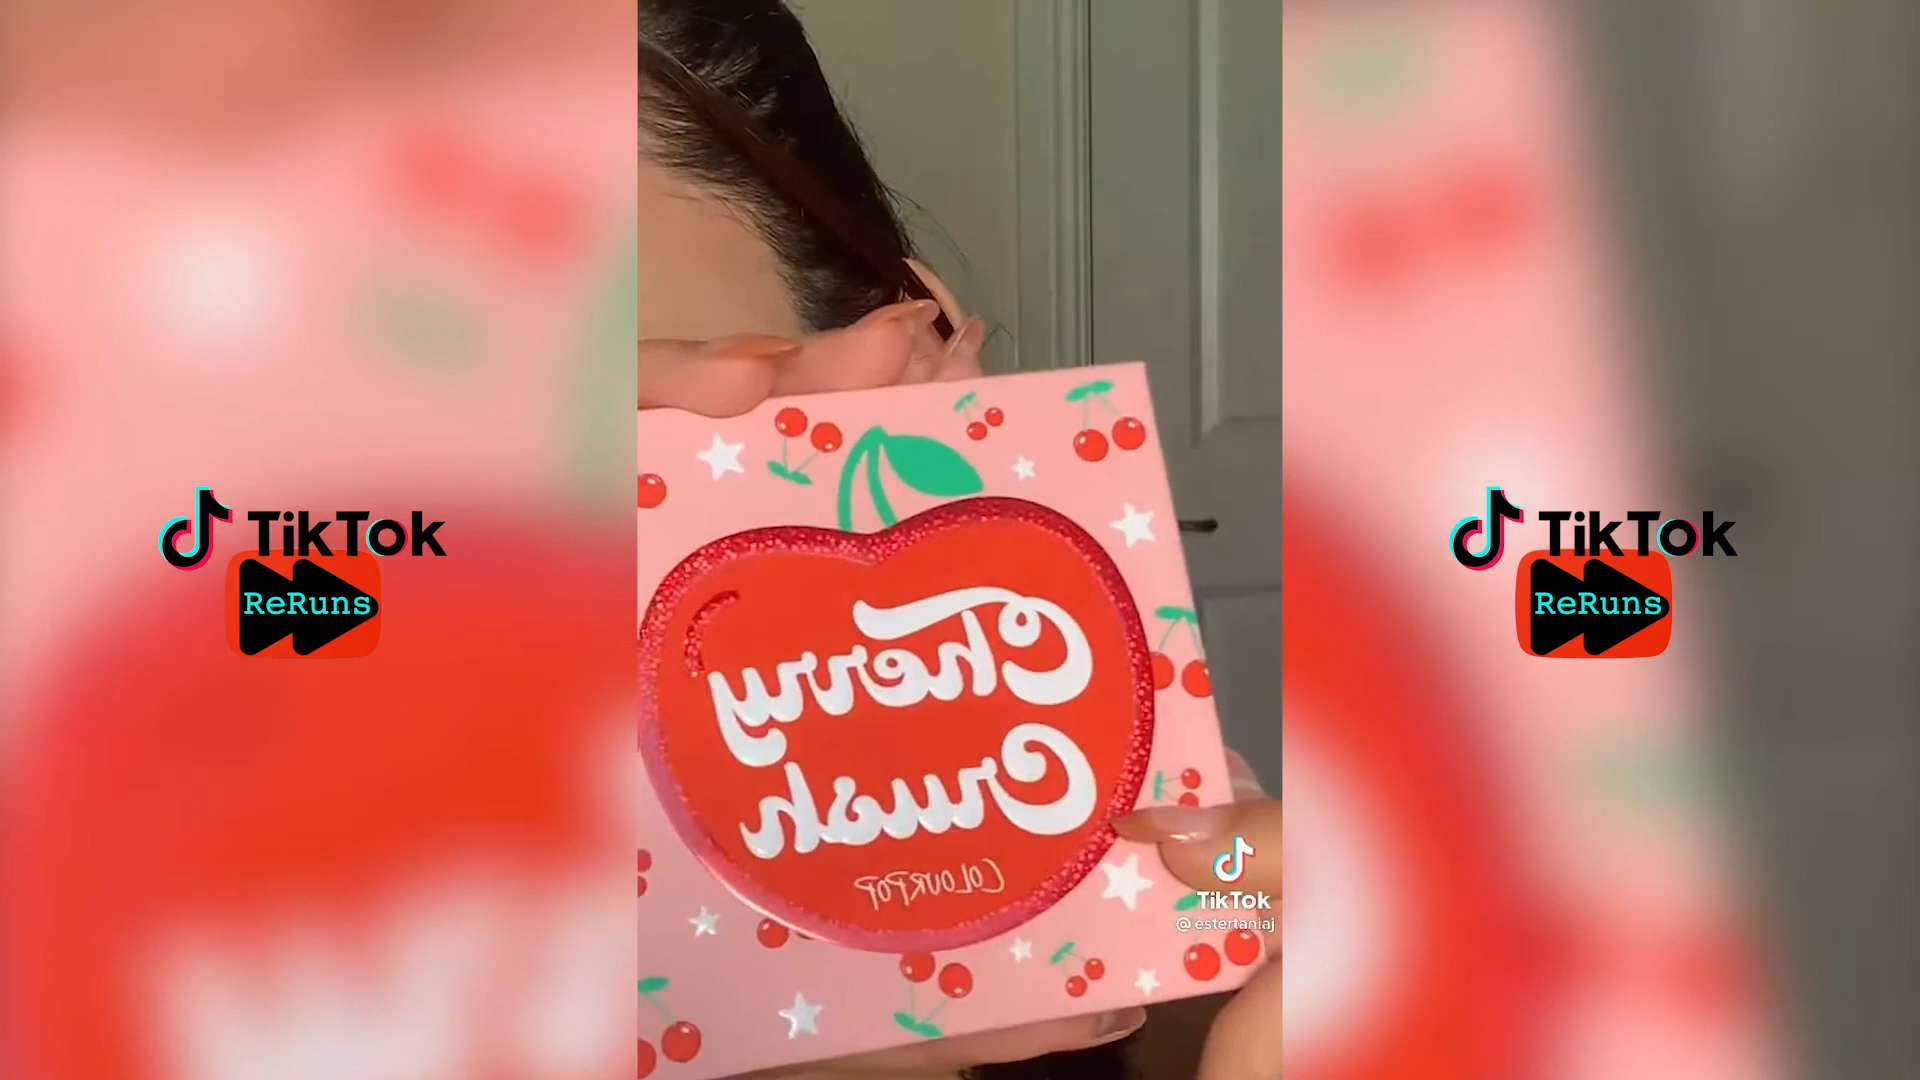 TikTok
ReRuns
Cherry
Crush
COLOURPOP
TikTok
@estertaniaj
TikTok
ReRuns